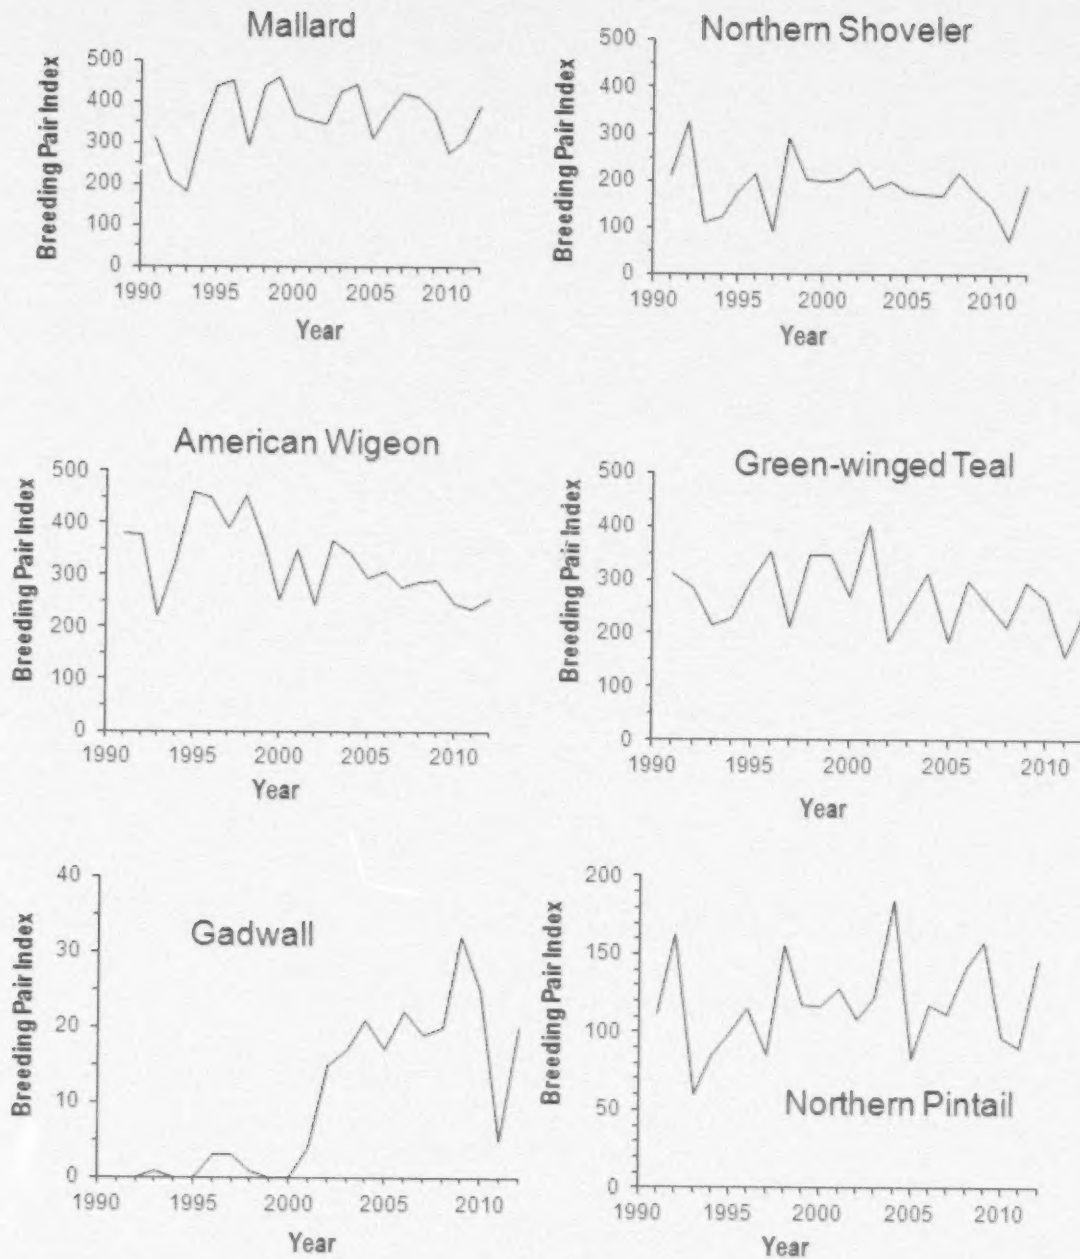 Mallard
Breeding Pair Index
500
400
300
200
100
0
1990 1995 2000 2005 2010
Year
Northern Shoveler
Breeding Pair Index
500
400
300
200
100
0
1990 1995 2000 2005 2010
Year
American Wigeon
Breeding Pair Index
500
400
300
200
100
0
1990 1995 2000 2005 2010
Year
Green-winged Teal
Breeding Pair Index
500
400
300
200
100
0
1990 1995 2000 2005 2010
Year
Gadwall
Breeding Pair Index
40
30
20
10
0
1990 1995 2000 2005 2010
Year
Northern Pintail
Breeding Pair Index
200
150
100
50
0
1990 1995 2000 2005 2010
Year